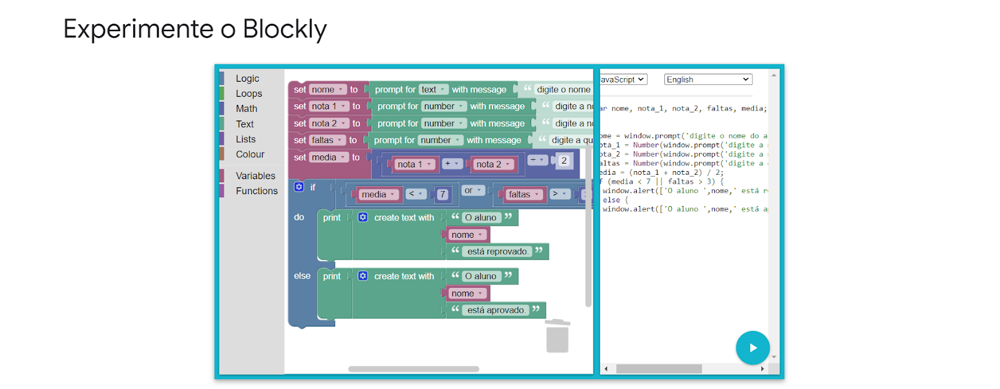 Experimente o Blockly
Logic
Loops
Math
Text
Lists
Colour
Variables
Functions
set nome to prompt for text with message “ digite o nome
set nota 1 to prompt for number with message “ digite a
set nota 2 to prompt for number with message “ digite a
set faltas to prompt for number with message “ digite a qu
set media to nota 1 + nota 2 ÷ 2
if media < 7 or faltas > 3
do print create text with “ O aluno ”
nome
“ está reprovado. ”
else print create text with “ O aluno ”
nome
“ está aprovado. ”
avaScript English
ar nome, nota_1, nota_2, faltas, media;
ome = window.prompt('digite o nome do a
ota_1 = Number(window.prompt('digite a
ota_2 = Number(window.prompt('digite a
altas = Number(window.prompt('digite a
edia = (nota_1 + nota_2) / 2;
f (media < 7 || faltas > 3) {
window.alert(['O aluno ',nome,' está r
else {
window.alert(['O aluno ',nome,' está a